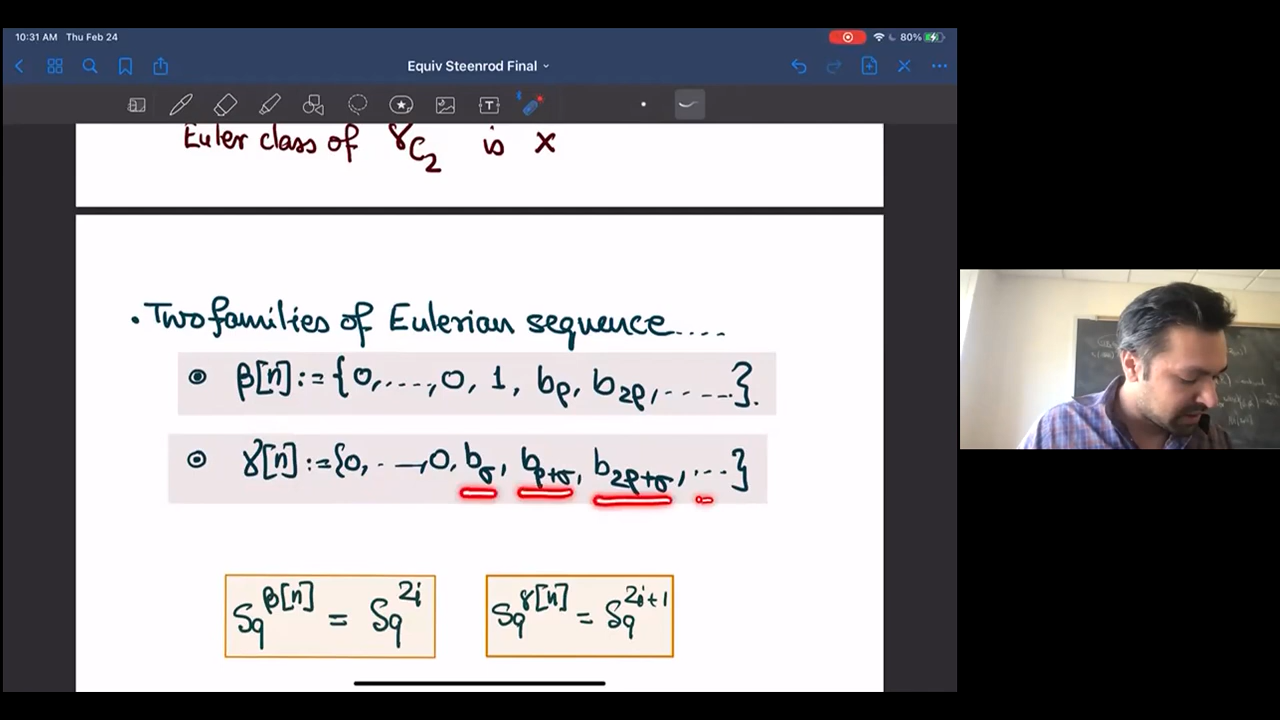 10:31 AM Thu Feb 24
80%
Equiv Steenrod Final
Euler class of γ_{C_2} is x
• Two families of Eulerian sequence....
β[n] := {0,....,0, 1, b_ρ, b_{2ρ}, ......}.
γ[n] := {0, ...,0, b_σ, b_{ρ+σ}, b_{2ρ+σ}, ...}
Sq^{β[n]} = Sq^{2i}
Sq^{γ[n]} = Sq^{2i+1}